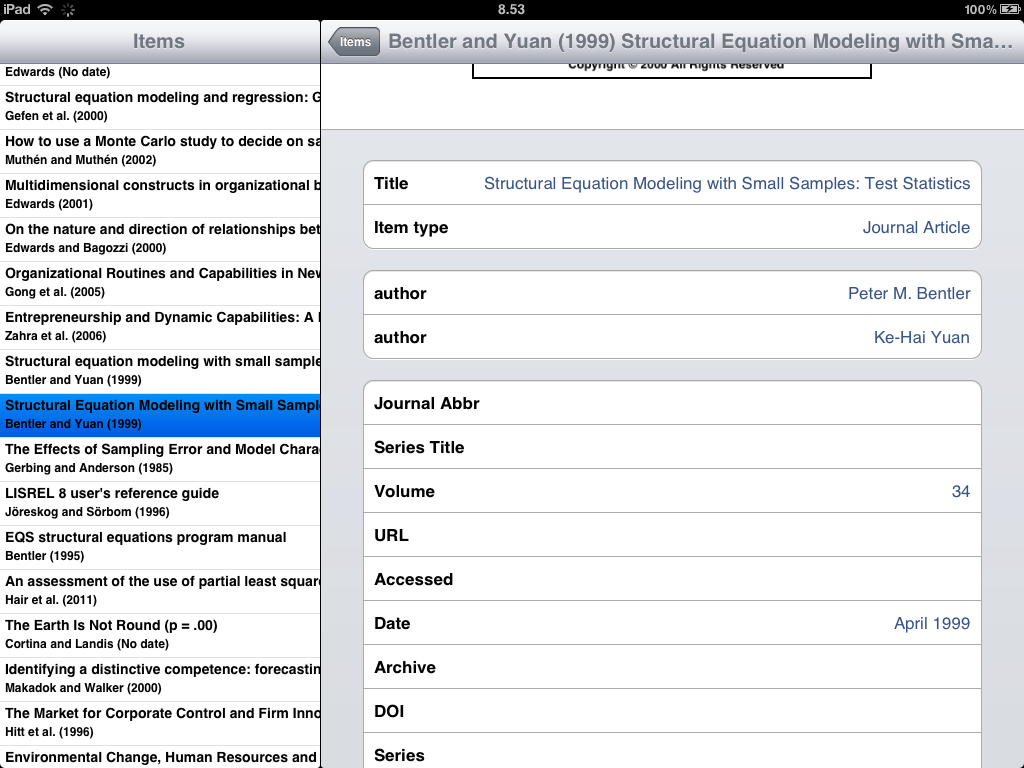 iPad
8.53
100%
Items
Items
Bentler and Yuan (1999) Structural Equation Modeling with Sma...
Edwards (No date)
Structural equation modeling and regression: G
Gefen et al. (2000)
How to use a Monte Carlo study to decide on sa
Muthén and Muthén (2002)
Multidimensional constructs in organizational b
Edwards (2001)
On the nature and direction of relationships bet
Edwards and Bagozzi (2000)
Organizational Routines and Capabilities in New
Gong et al. (2005)
Entrepreneurship and Dynamic Capabilities: A
Zahra et al. (2006)
Structural equation modeling with small sample
Bentler and Yuan (1999)
Structural Equation Modeling with Small Sampl
Bentler and Yuan (1999)
The Effects of Sampling Error and Model Chara
Gerbing and Anderson (1985)
LISREL 8 user's reference guide
Jöreskog and Sörbom (1996)
EQS structural equations program manual
Bentler (1995)
An assessment of the use of partial least squar
Hair et al. (2011)
The Earth Is Not Round (p = .00)
Cortina and Landis (No date)
Identifying a distinctive competence: forecastin
Makadok and Walker (2000)
The Market for Corporate Control and Firm Inno
Hitt et al. (1996)
Environmental Change, Human Resources and
Copyright © 2000 All Rights Reserved
Title Structural Equation Modeling with Small Samples: Test Statistics
Item type Journal Article
author Peter M. Bentler
author Ke-Hai Yuan
Journal Abbr
Series Title
Volume 34
URL
Accessed
Date April 1999
Archive
DOI
Series